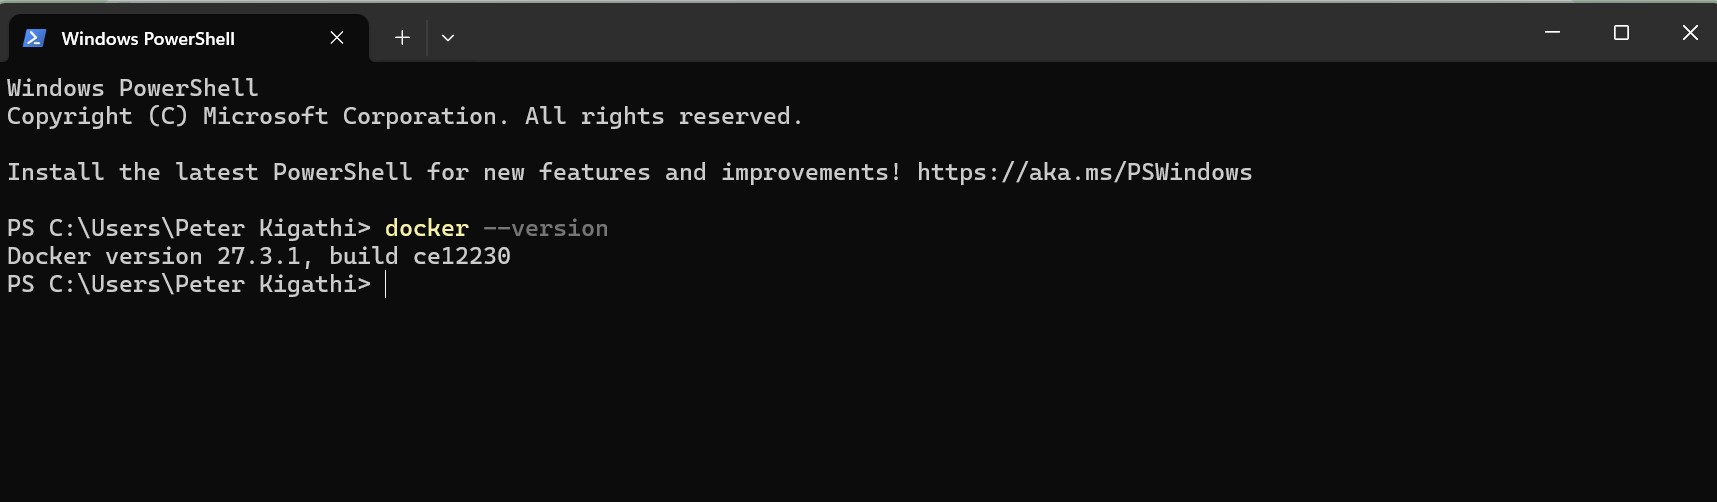 Windows PowerShell
Windows PowerShell
Copyright (C) Microsoft Corporation. All rights reserved.
Install the latest PowerShell for new features and improvements! https://aka.ms/PSWindows
PS C:\Users\Peter Kigathi> docker --version
Docker version 27.3.1, build ce12230
PS C:\Users\Peter Kigathi>